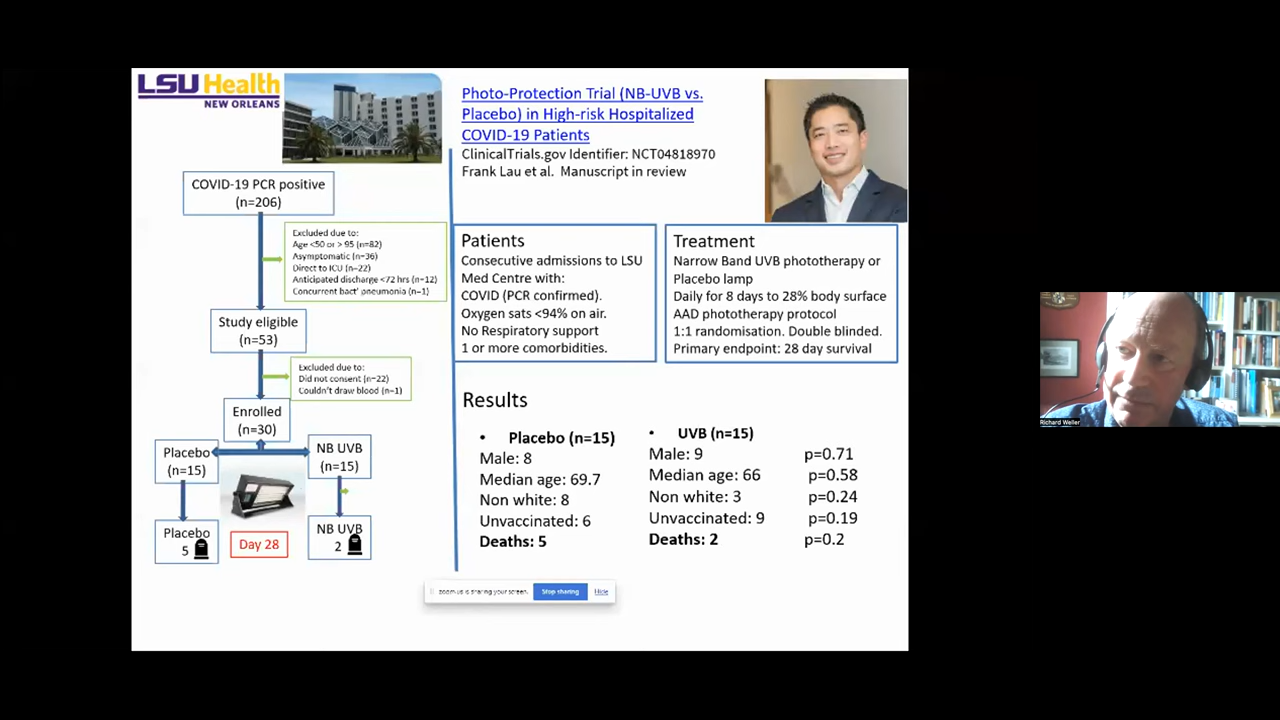 LSU Health
NEW ORLEANS
COVID-19 PCR positive
(n=206)
Excluded due to:
Age <50 or > 95 (n=82)
Asymptomatic (n=36)
Direct to ICU (n=22)
Anticipated discharge <72 hrs (n=12)
Concurrent bact' pneumonia (n=1)
Study eligible
(n=53)
Excluded due to:
Did not consent (n=22)
Couldn't draw blood (n=1)
Enrolled
(n=30)
Placebo
(n=15)
NB UVB
(n=15)
Placebo
5
Day 28
NB UVB
2
Photo-Protection Trial (NB-UVB vs.
Placebo) in High-risk Hospitalized
COVID-19 Patients
ClinicalTrials.gov Identifier: NCT04818970
Frank Lau et al. Manuscript in review
Patients
Consecutive admissions to LSU
Med Centre with:
COVID (PCR confirmed).
Oxygen sats <94% on air.
No Respiratory support
1 or more comorbidities.
Treatment
Narrow Band UVB phototherapy or
Placebo lamp
Daily for 8 days to 28% body surface
AAD phototherapy protocol
1:1 randomisation. Double blinded.
Primary endpoint: 28 day survival
Results
• Placebo (n=15)
Male: 8
Median age: 69.7
Non white: 8
Unvaccinated: 6
Deaths: 5
• UVB (n=15)
Male: 9 p=0.71
Median age: 66 p=0.58
Non white: 3 p=0.24
Unvaccinated: 9 p=0.19
Deaths: 2 p=0.2
zoom.us is sharing your screen. Stop sharing Hide
Richard Weller